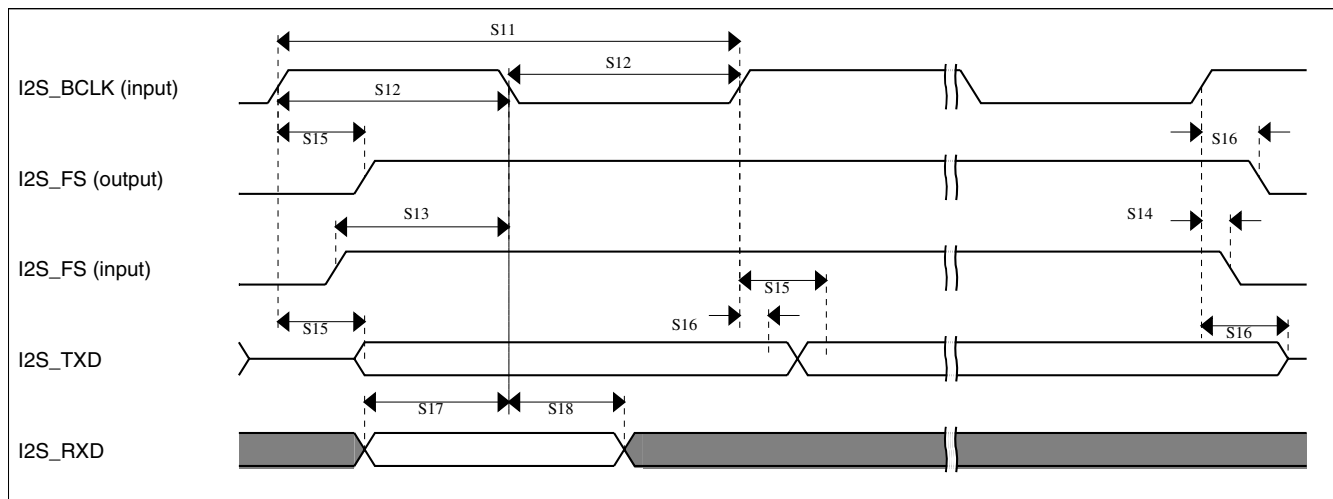 S11
I2S_BCLK (input)
S12
S12
S15
S16
I2S_FS (output)
S13
S14
I2S_FS (input)
S15
S16
S15
S16
I2S_TXD
S17
S18
I2S_RXD